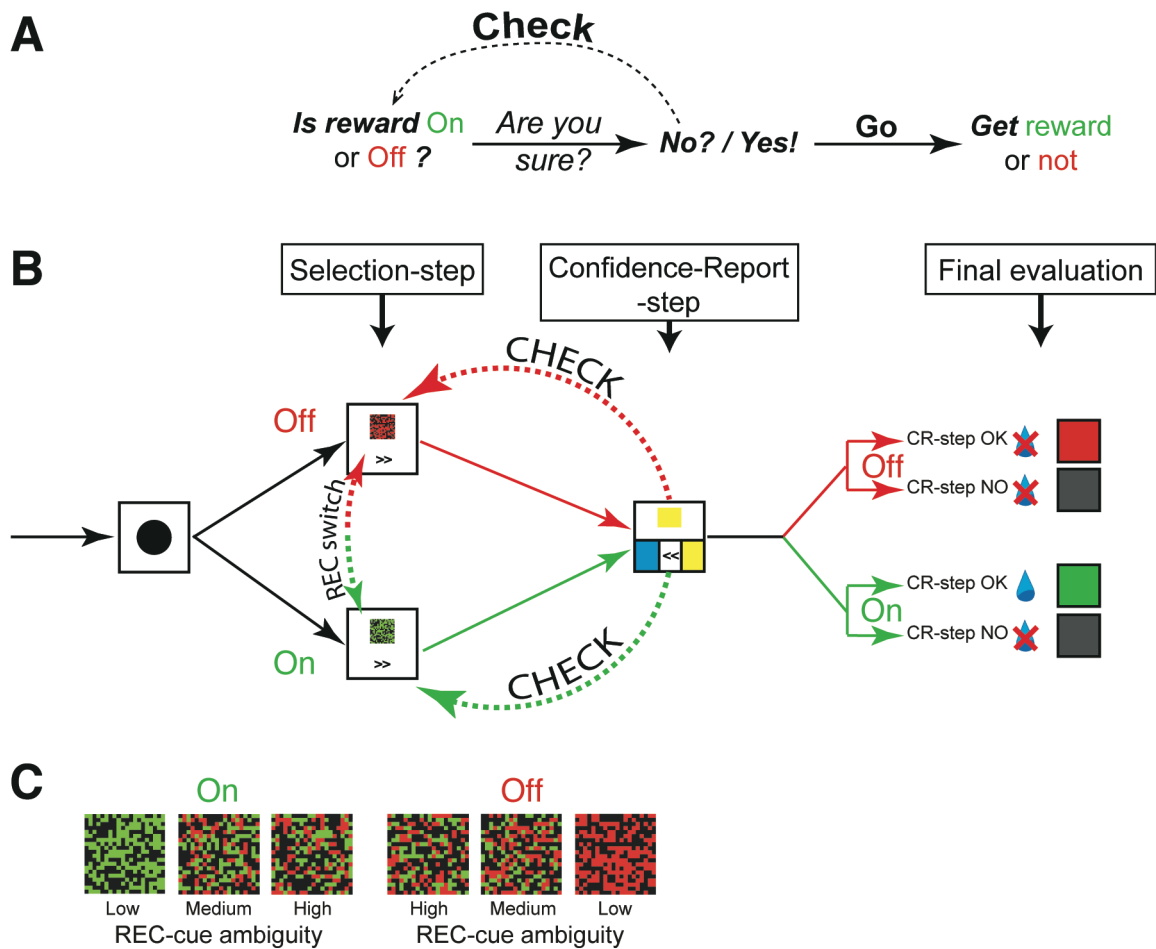 A
Check
Is reward On
or Off ?
Are you
sure?
No? / Yes!
Go
Get reward
or not
B
Selection-step
Confidence-Report
-step
Final evaluation
CHECK
Off
>>
REC switch
On
>>
<<
CHECK
Off
CR-step OK
CR-step NO
On
CR-step OK
CR-step NO
C
On
Off
Low
Medium
High
High
Medium
Low
REC-cue ambiguity
REC-cue ambiguity